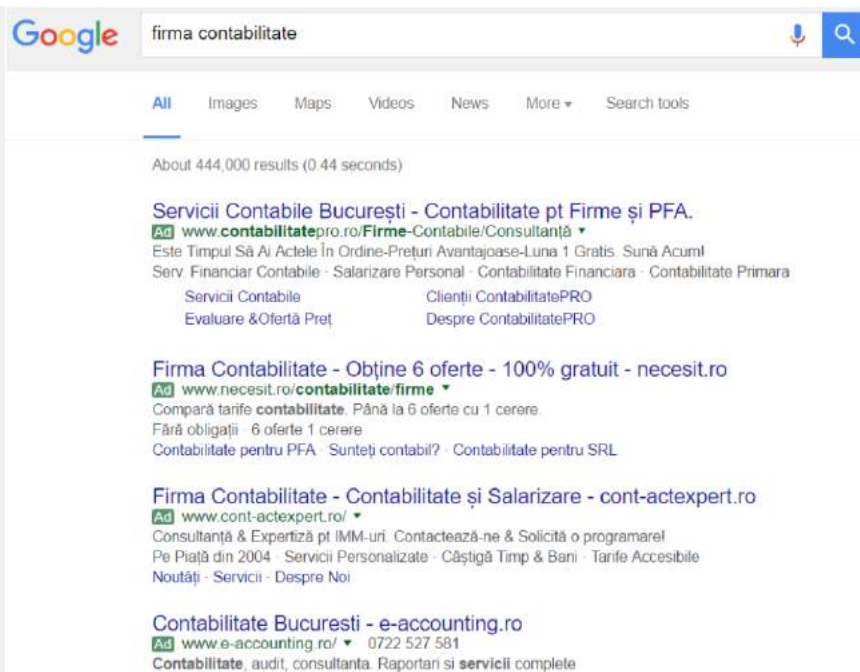 Google firma contabilitate
All Images Maps Videos News More Search tools
About 444,000 results (0.44 seconds)
Servicii Contabile București - Contabilitate pt Firme și PFA.
Ad www.contabilitatepro.ro/Firme-Contabile/Consultanță
Este Timpul Să Ai Actele În Ordine-Prețuri Avantajoase-Luna 1 Gratis. Sună Acum!
Serv. Financiar Contabile · Salarizare Personal · Contabilitate Financiara · Contabilitate Primara
Servicii Contabile Clienții ContabilitatePRO
Evaluare &Ofertă Preț Despre ContabilitatePRO
Firma Contabilitate - Obține 6 oferte - 100% gratuit - necesit.ro
Ad www.necesit.ro/contabilitate/firme
Compară tarife contabilitate. Până la 6 oferte cu 1 cerere.
Fără obligații · 6 oferte 1 cerere
Contabilitate pentru PFA · Sunteți contabil? · Contabilitate pentru SRL
Firma Contabilitate - Contabilitate și Salarizare - cont-actexpert.ro
Ad www.cont-actexpert.ro/
Consultanță & Expertiză pt IMM-uri. Contactează-ne & Solicită o programare!
Pe Piață din 2004 · Servicii Personalizate · Câștigă Timp & Bani · Tarife Accesibile
Noutăți · Servicii · Despre Noi
Contabilitate Bucuresti - e-accounting.ro
Ad www.e-accounting.ro/ 0722 527 581
Contabilitate, audit, consultanta. Raportari si servicii complete